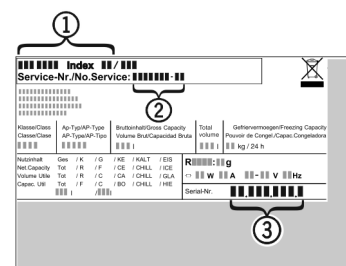 1
Index /
Service-Nr./No.Service: -
2
Klasse/Class
Classe/Clase
Ap-Typ/AP-Type
AP-Type/AP-Tipo
Bruttoinhalt/Gross Capacity
Volume Brut/Capacidad Bruta
l
Total
volume
l
Gefriervermoegen/Freezing Capacity
Pouvoir de Congel./Capac.Congeladora
kg / 24 h
Nutzinhalt Ges / K / G / KE / KALT / EIS
Net.Capacity Tot / R / F / CE / CHILL / ICE
Volume Utile Tot / R / C / CA / CHILL / GLA
Capac. Util Tot / F / C / BO / CHILL / HIE
l / l
R : g
W A - V Hz
Serial-Nr. . . .
3